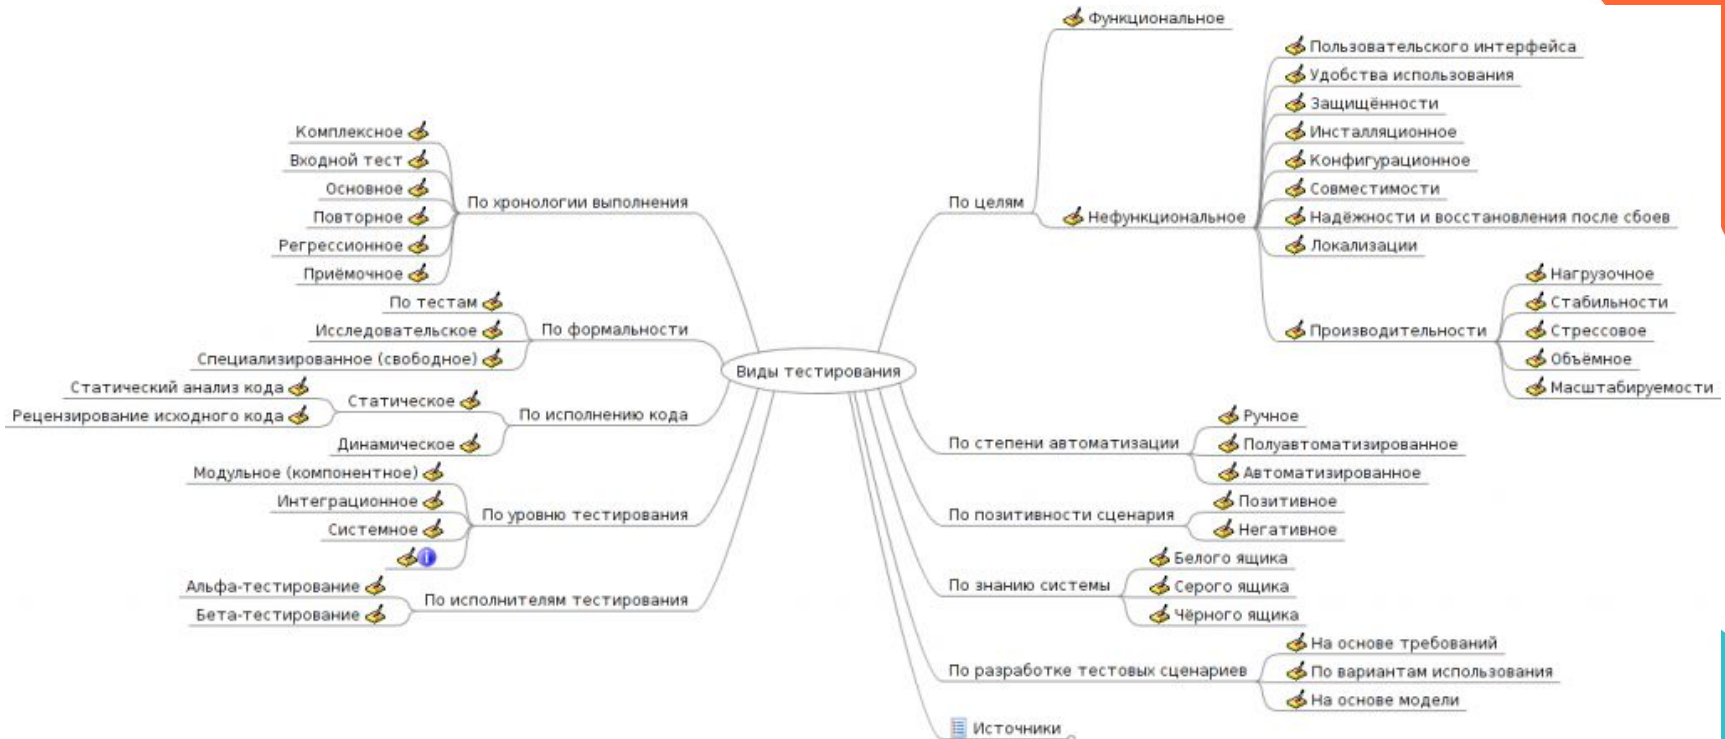 Виды тестирования
По хронологии выполнения
Комплексное
Входной тест
Основное
Повторное
Регрессионное
Приёмочное
По формальности
По тестам
Исследовательское
Специализированное (свободное)
По исполнению кода
Статическое
Статический анализ кода
Рецензирование исходного кода
Динамическое
По уровню тестирования
Модульное (компонентное)
Интеграционное
Системное
i
По исполнителям тестирования
Альфа-тестирование
Бета-тестирование
По целям
Функциональное
Нефункциональное
Пользовательского интерфейса
Удобства использования
Защищённости
Инсталляционное
Конфигурационное
Совместимости
Надёжности и восстановления после сбоев
Локализации
Производительности
Нагрузочное
Стабильности
Стрессовое
Объёмное
Масштабируемости
По степени автоматизации
Ручное
Полуавтоматизированное
Автоматизированное
По позитивности сценария
Позитивное
Негативное
По знанию системы
Белого ящика
Серого ящика
Чёрного ящика
По разработке тестовых сценариев
На основе требований
По вариантам использования
На основе модели
Источники